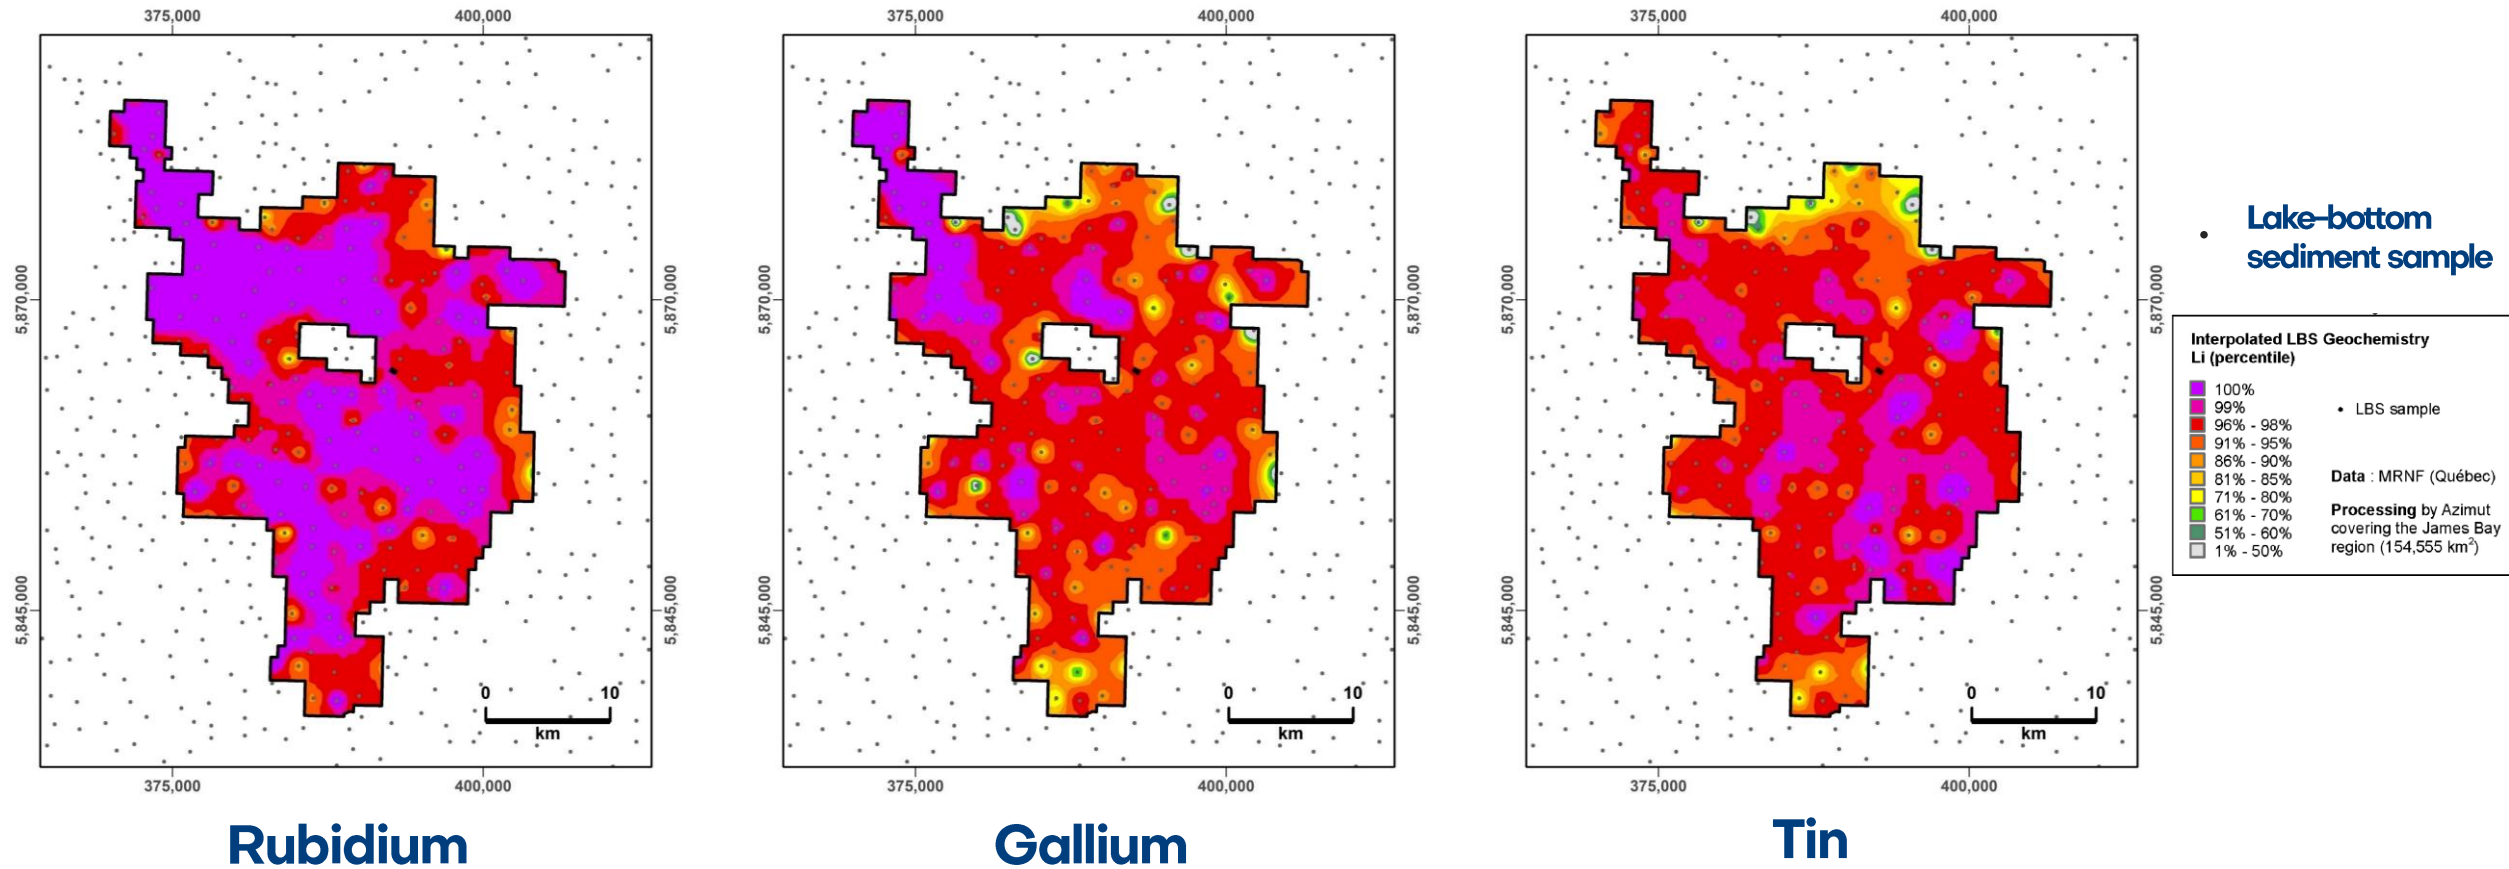 375,000 400,000
375,000 400,000
375,000 400,000
5,870,000
5,870,000
5,870,000
5,870,000
5,870,000
5,870,000
5,845,000
5,845,000
5,845,000
5,845,000
5,845,000
5,845,000
0 10
km
0 10
km
0 10
km
375,000 400,000
375,000 400,000
375,000 400,000
Rubidium
Gallium
Tin
Lake-bottom
sediment sample
Interpolated LBS Geochemistry
Li (percentile)
100%
99%
96% - 98%
91% - 95%
86% - 90%
81% - 85%
71% - 80%
61% - 70%
51% - 60%
1% - 50%
LBS sample
Data : MRNF (Québec)
Processing by Azimut
covering the James Bay
region (154,555 km²)